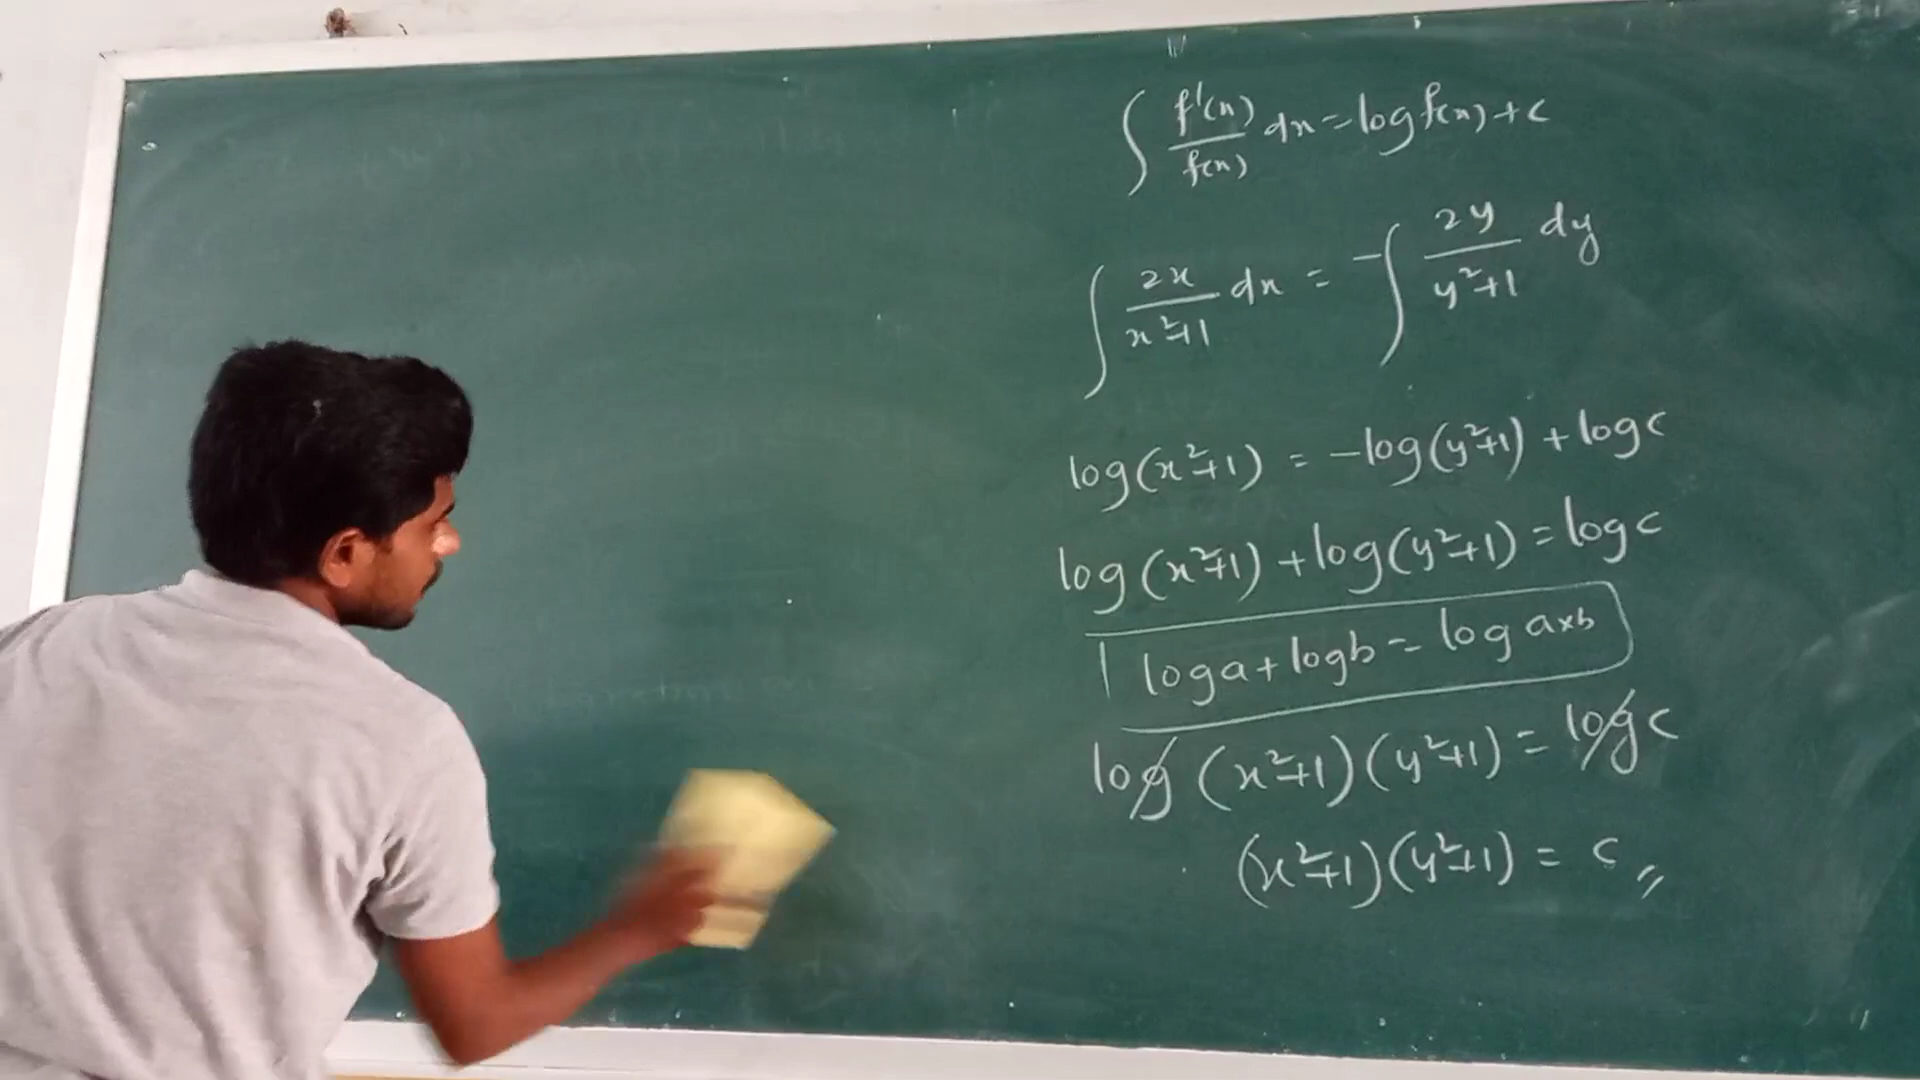 ∫ f'(x)/f(x) dx = log f(x) + c
∫ 2x/x²+1 dx = -∫ 2y/y²+1 dy
log(x²+1) = -log(y²+1) + log c
log(x²+1) + log(y²+1) = log c
log a + log b = log a×b
log (x²+1)(y²+1) = log c
(x²+1)(y²+1) = c //